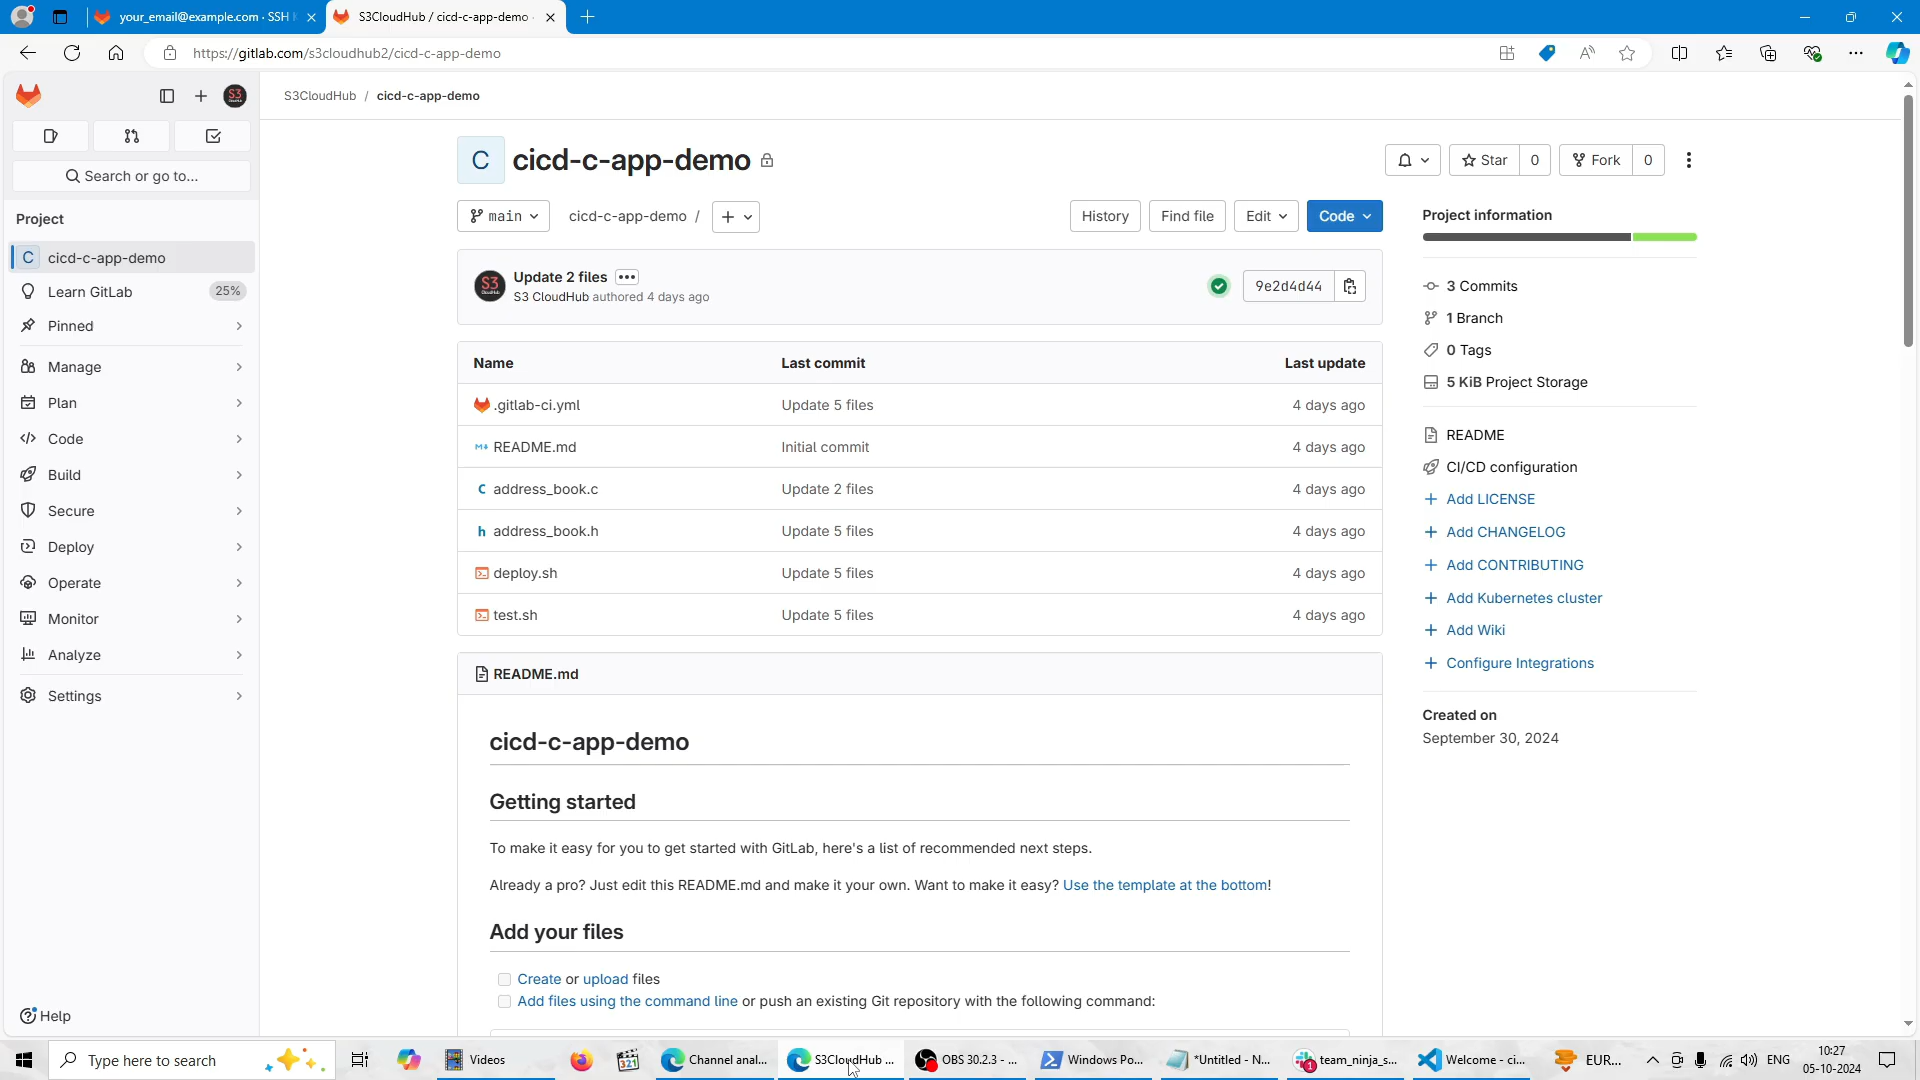 your_email@example.com · SSH
S3CloudHub / cicd-c-app-demo
https://gitlab.com/s3cloudhub2/cicd-c-app-demo
S3CloudHub / cicd-c-app-demo
Search or go to...
Project
C cicd-c-app-demo
Learn GitLab 25%
Pinned
Manage
Plan
Code
Build
Secure
Deploy
Operate
Monitor
Analyze
Settings
Help
C cicd-c-app-demo
Star 0 Fork 0
main cicd-c-app-demo / + History Find file Edit Code
Update 2 files
S3 CloudHub authored 4 days ago
9e2d4d44
Name Last commit Last update
.gitlab-ci.yml Update 5 files 4 days ago
README.md Initial commit 4 days ago
C address_book.c Update 2 files 4 days ago
h address_book.h Update 5 files 4 days ago
deploy.sh Update 5 files 4 days ago
test.sh Update 5 files 4 days ago
README.md
cicd-c-app-demo
Getting started
To make it easy for you to get started with GitLab, here's a list of recommended next steps.
Already a pro? Just edit this README.md and make it your own. Want to make it easy? Use the template at the bottom!
Add your files
Create or upload files
Add files using the command line or push an existing Git repository with the following command:
Project information
3 Commits
1 Branch
0 Tags
5 KiB Project Storage
README
CI/CD configuration
+ Add LICENSE
+ Add CHANGELOG
+ Add CONTRIBUTING
+ Add Kubernetes cluster
+ Add Wiki
+ Configure Integrations
Created on
September 30, 2024
Type here to search
Videos
321
Channel anal...
S3CloudHub ...
OBS 30.2.3 - ...
Windows Po...
*Untitled - N...
team_ninja_s...
Welcome - ci...
EUR...
ENG
10:27
05-10-2024